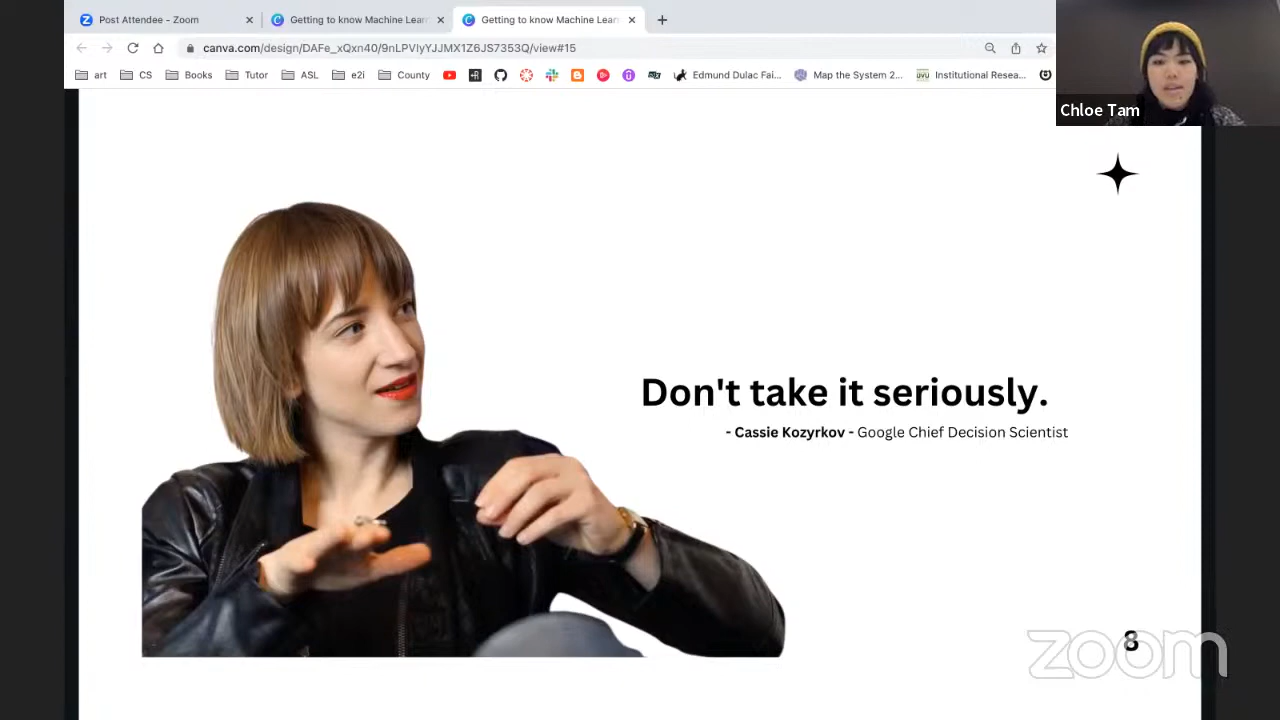 Post Attendee - Zoom
Getting to know Machine Lear
Getting to know Machine Lear
canva.com/design/DAFe_xQxn40/9nLPVIyYJJMX1Z6JS7353Q/view#15
art CS Books Tutor ASL e2i County Edmund Dulac Fai... Map the System 2... UVU Institutional Resea...
Chloe Tam
Don't take it seriously.
- Cassie Kozyrkov - Google Chief Decision Scientist
8
zoom